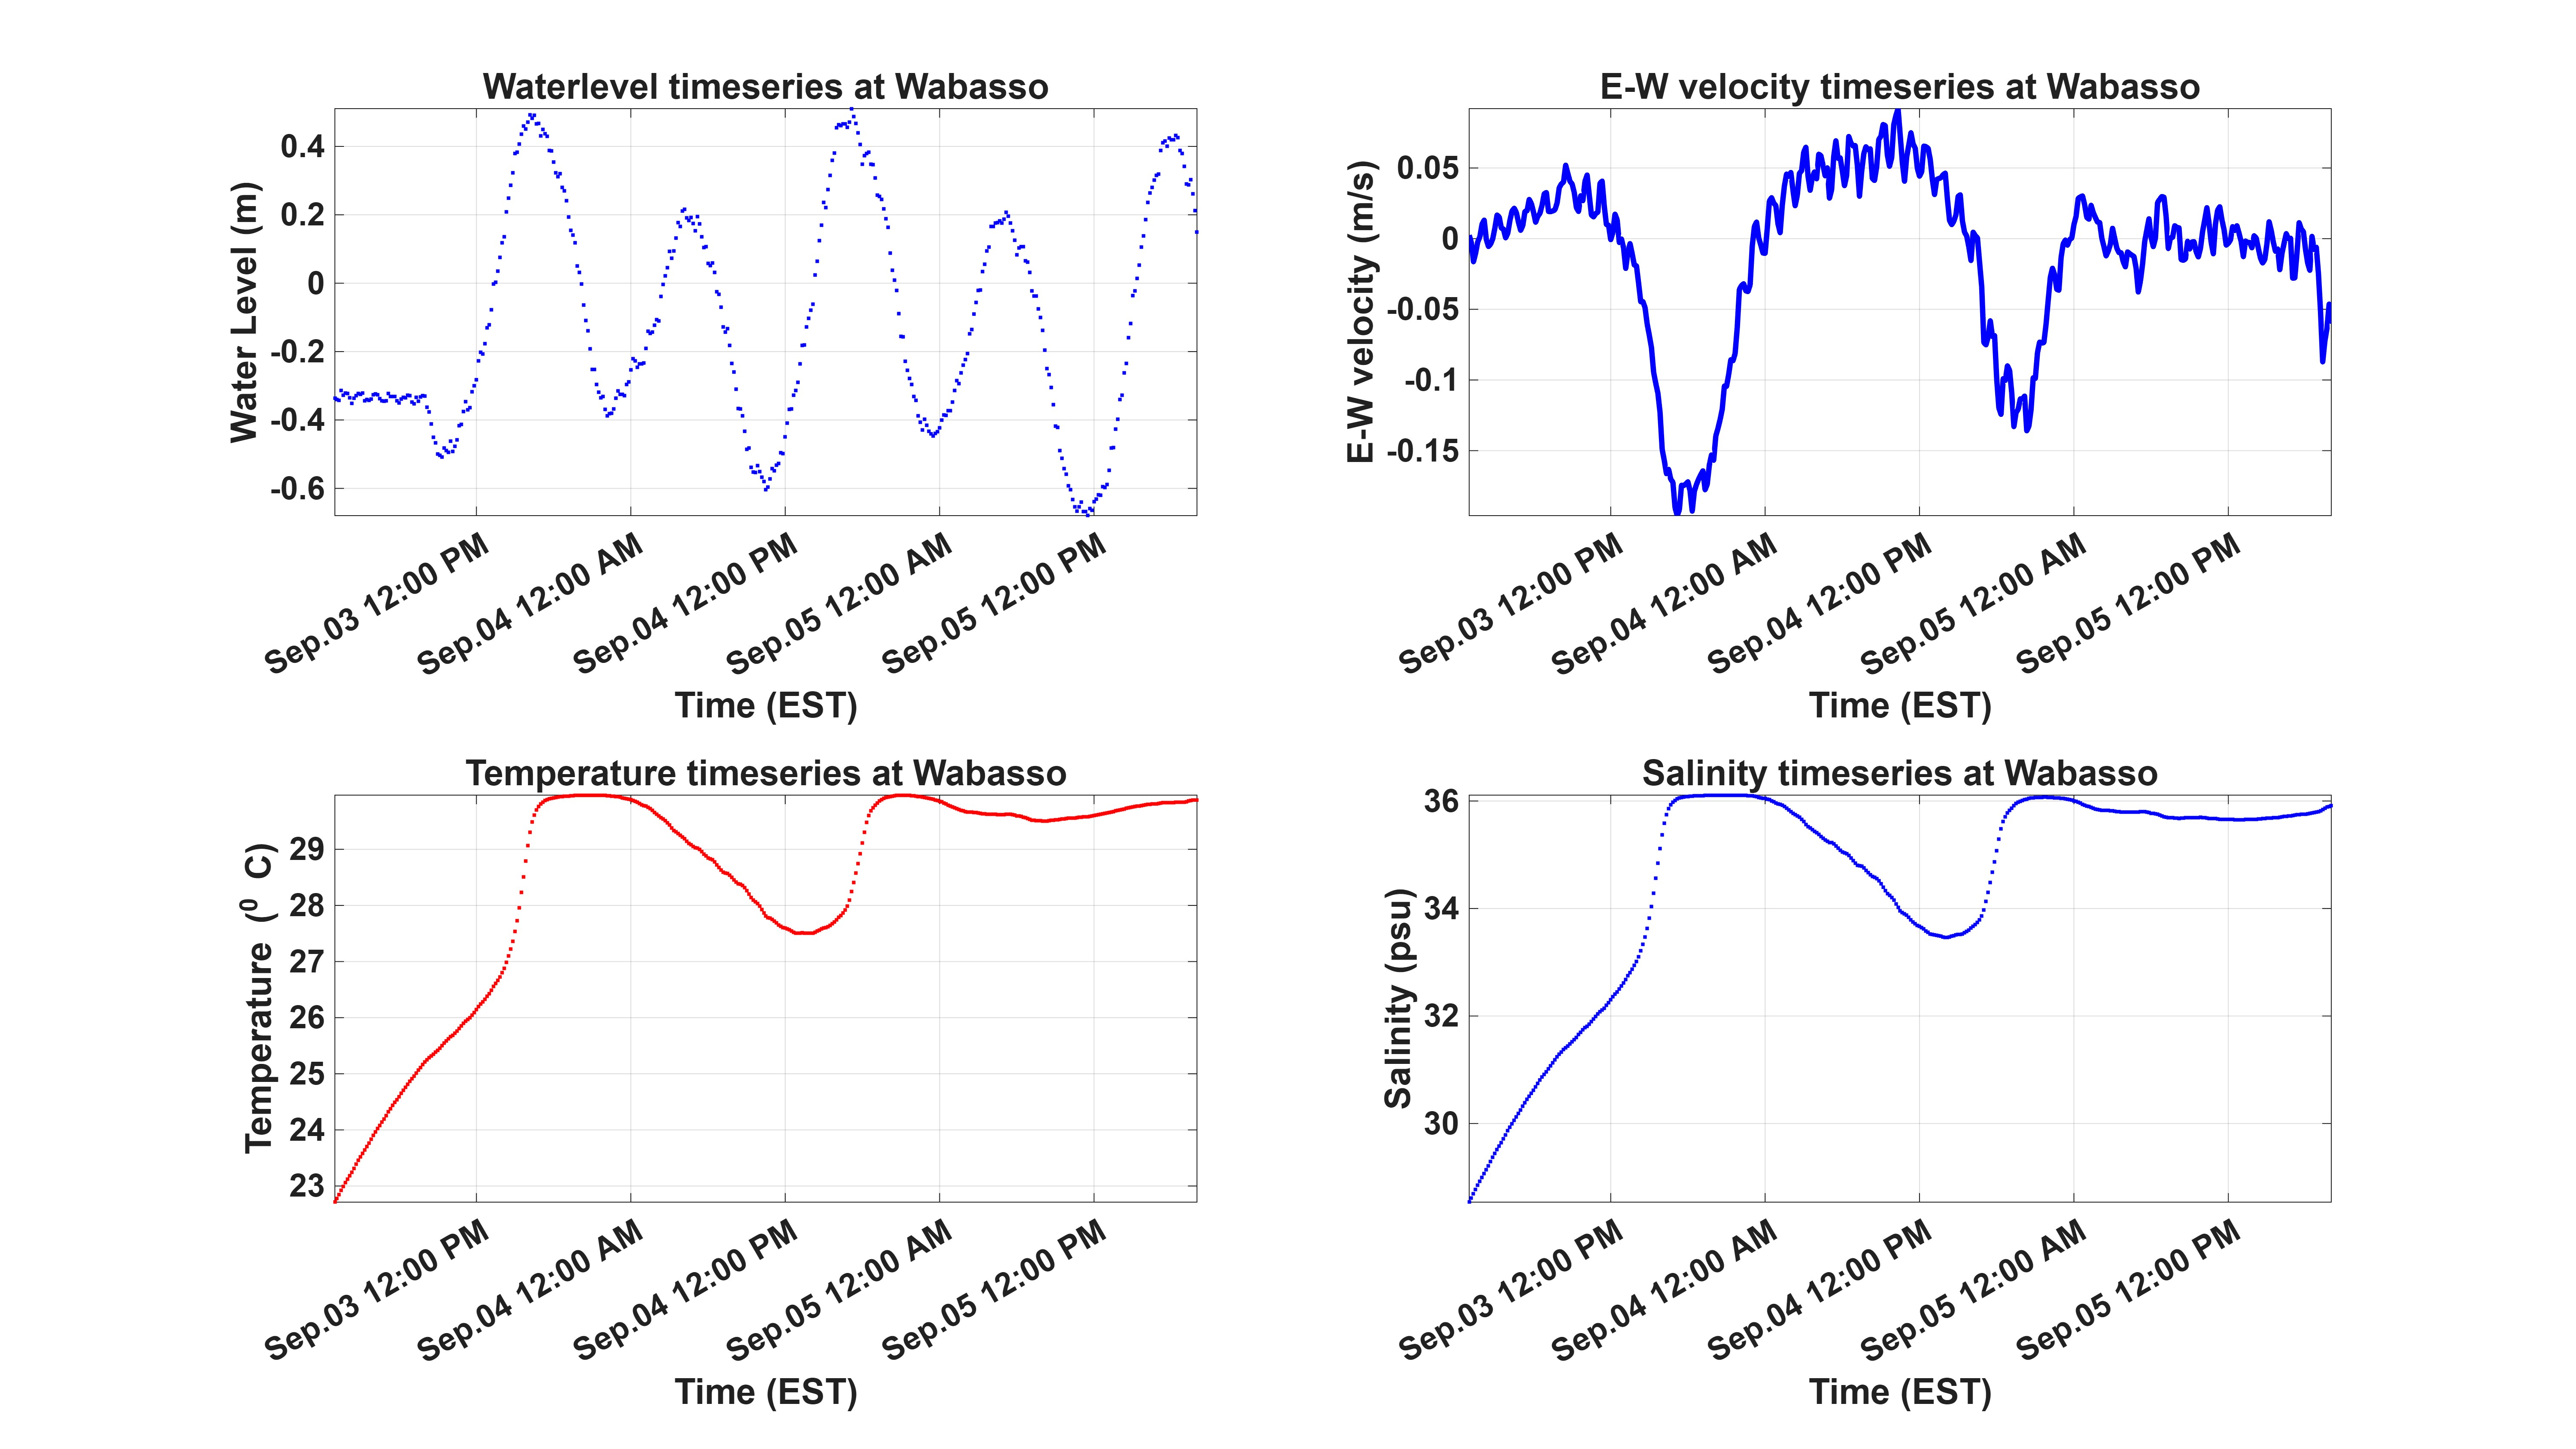 Waterlevel timeseries at Wabasso
Water Level (m)
0.4
0.2
0
-0.2
-0.4
-0.6
Sep.03 12:00 PM
Sep.04 12:00 AM
Sep.04 12:00 PM
Sep.05 12:00 AM
Sep.05 12:00 PM
Time (EST)
E-W velocity timeseries at Wabasso
E-W velocity (m/s)
0.05
0
-0.05
-0.1
-0.15
Sep.03 12:00 PM
Sep.04 12:00 AM
Sep.04 12:00 PM
Sep.05 12:00 AM
Sep.05 12:00 PM
Time (EST)
Temperature timeseries at Wabasso
Temperature (⁰ C)
29
28
27
26
25
24
23
Sep.03 12:00 PM
Sep.04 12:00 AM
Sep.04 12:00 PM
Sep.05 12:00 AM
Sep.05 12:00 PM
Time (EST)
Salinity timeseries at Wabasso
Salinity (psu)
36
34
32
30
Sep.03 12:00 PM
Sep.04 12:00 AM
Sep.04 12:00 PM
Sep.05 12:00 AM
Sep.05 12:00 PM
Time (EST)